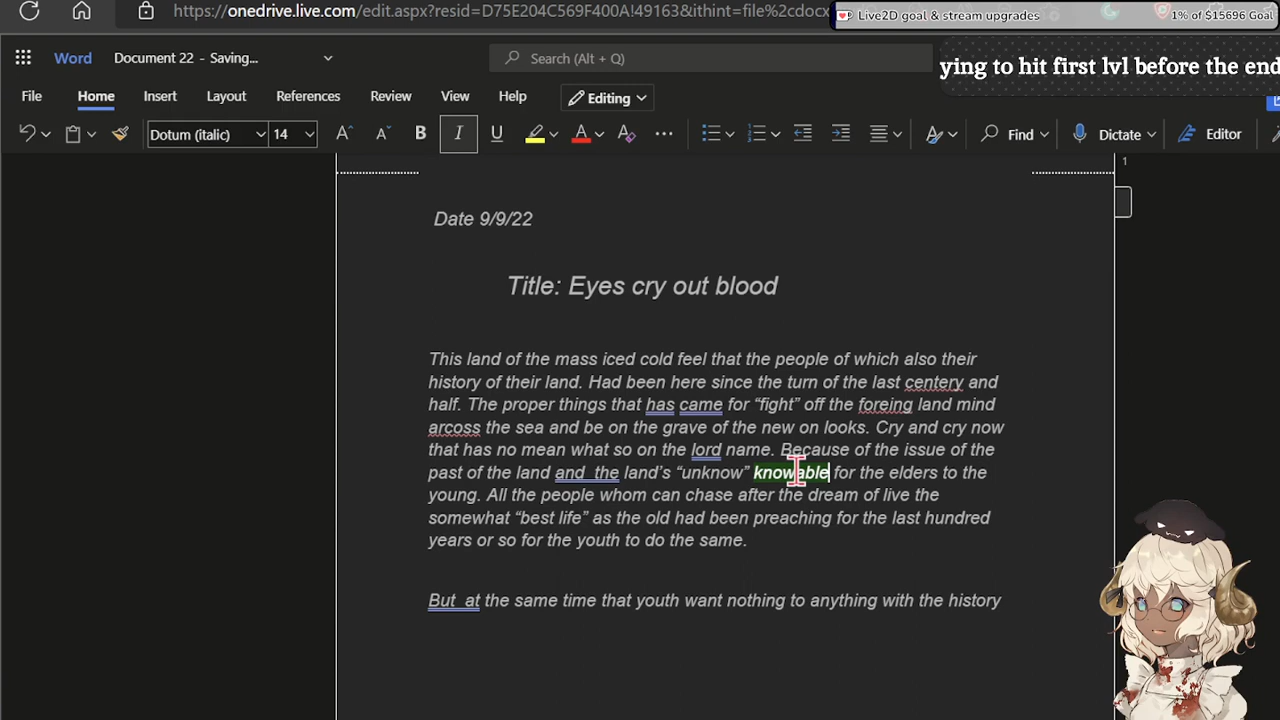 https://onedrive.live.com/edit.aspx?resid=D75E204C569F400A!49163&ithint=file%2cdocx
Live2D goal & stream upgrades
1% of $15696 Goal
Word
Document 22 - Saving...
Search (Alt + Q)
ying to hit first lvl before the end
File
Home
Insert
Layout
References
Review
View
Help
Editing
Datum (italic)
14
B
I
U
A
Find
Dictate
Editor
1
Date 9/9/22
Title: Eyes cry out blood
This land of the mass iced cold feel that the people of which also their
history of their land. Had been here since the turn of the last centery and
half. The proper things that has came for “fight” off the foreing land mind
arcoss the sea and be on the grave of the new on looks. Cry and cry now
that has no mean what so on the lord name. Because of the issue of the
past of the land and  the land’s “unknow” knowable for the elders to the
young. All the people whom can chase after the dream of live the
somewhat “best life” as the old had been preaching for the last hundred
years or so for the youth to do the same.
But  at the same time that youth want nothing to anything with the history